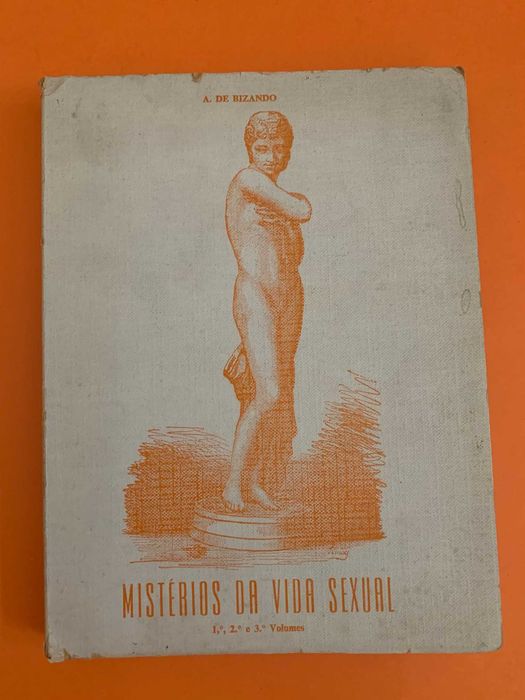 A. DE BIZANDO
MISTÉRIOS DA VIDA SEXUAL
1.º, 2.º e 3.º Volumes